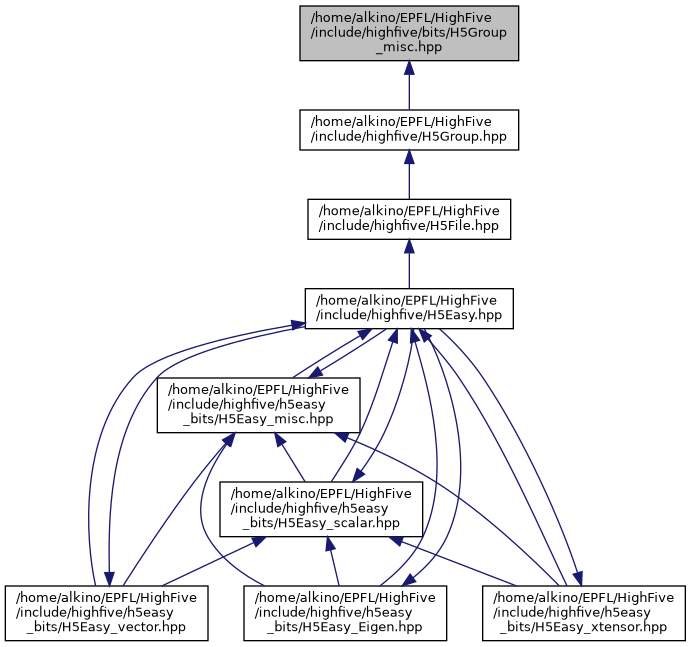 /home/alkino/EPFL/HighFive
/include/highfive/bits/H5Group
_misc.hpp
/home/alkino/EPFL/HighFive
/include/highfive/H5Group.hpp
/home/alkino/EPFL/HighFive
/include/highfive/H5File.hpp
/home/alkino/EPFL/HighFive
/include/highfive/H5Easy.hpp
/home/alkino/EPFL/HighFive
/include/highfive/h5easy
_bits/H5Easy_misc.hpp
/home/alkino/EPFL/HighFive
/include/highfive/h5easy
_bits/H5Easy_scalar.hpp
/home/alkino/EPFL/HighFive
/include/highfive/h5easy
_bits/H5Easy_vector.hpp
/home/alkino/EPFL/HighFive
/include/highfive/h5easy
_bits/H5Easy_Eigen.hpp
/home/alkino/EPFL/HighFive
/include/highfive/h5easy
_bits/H5Easy_xtensor.hpp